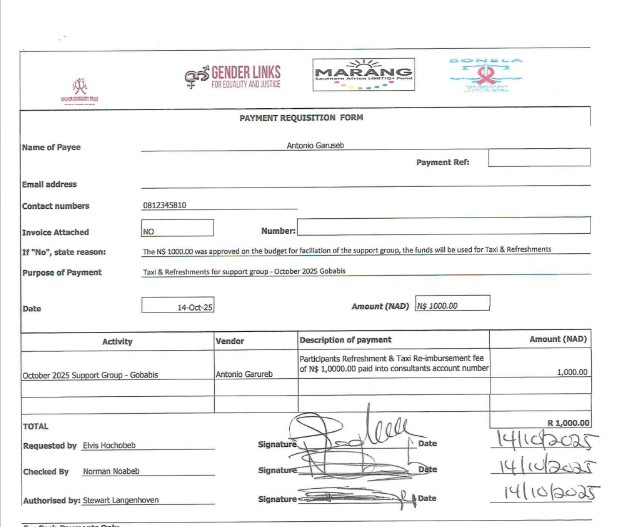 GENDER LINKS
FOR EQUALITY AND JUSTICE
MARANG
Southern Africa LGBTIQ+ Fund
BONELA
PAYMENT REQUISITION FORM
Name of Payee Antonio Garuseb
Payment Ref:
Email address
Contact numbers 0812345810
Invoice Attached NO Number:
If "No", state reason: The N$ 1000.00 was approved on the budget for faciliation of the support group, the funds will be used for Taxi & Refreshments
Purpose of Payment Taxi & Refreshments for support group - October 2025 Gobabis
Date 14-Oct-25 Amount (NAD) N$ 1000.00
Activity Vendor Description of payment Amount (NAD)
Participants Refreshment & Taxi Re-imbursement fee
October 2025 Support Group - Gobabis Antonio Garureb of N$ 1,0000.00 paid into consultants account number 1,000.00
TOTAL R 1,000.00
Requested by Elvis Hochobeb Signature Date 14/10/2025
Checked By Norman Noabeb Signature Date 14/10/2025
Authorised by: Stewart Langenhoven Signature Date 14/10/2025